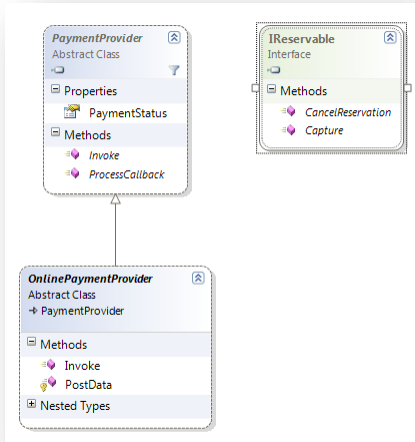 PaymentProvider
Abstract Class
Properties
PaymentStatus
Methods
Invoke
ProcessCallback
IReservable
Interface
Methods
CancelReservation
Capture
OnlinePaymentProvider
Abstract Class
PaymentProvider
Methods
Invoke
PostData
Nested Types